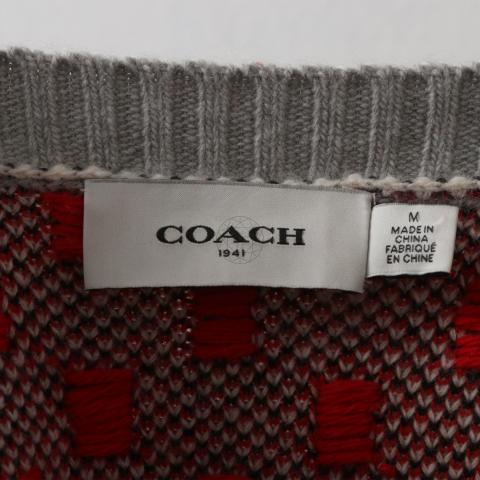 COACH
1941
M
MADE IN
CHINA
FABRIQUÉ
EN CHINE